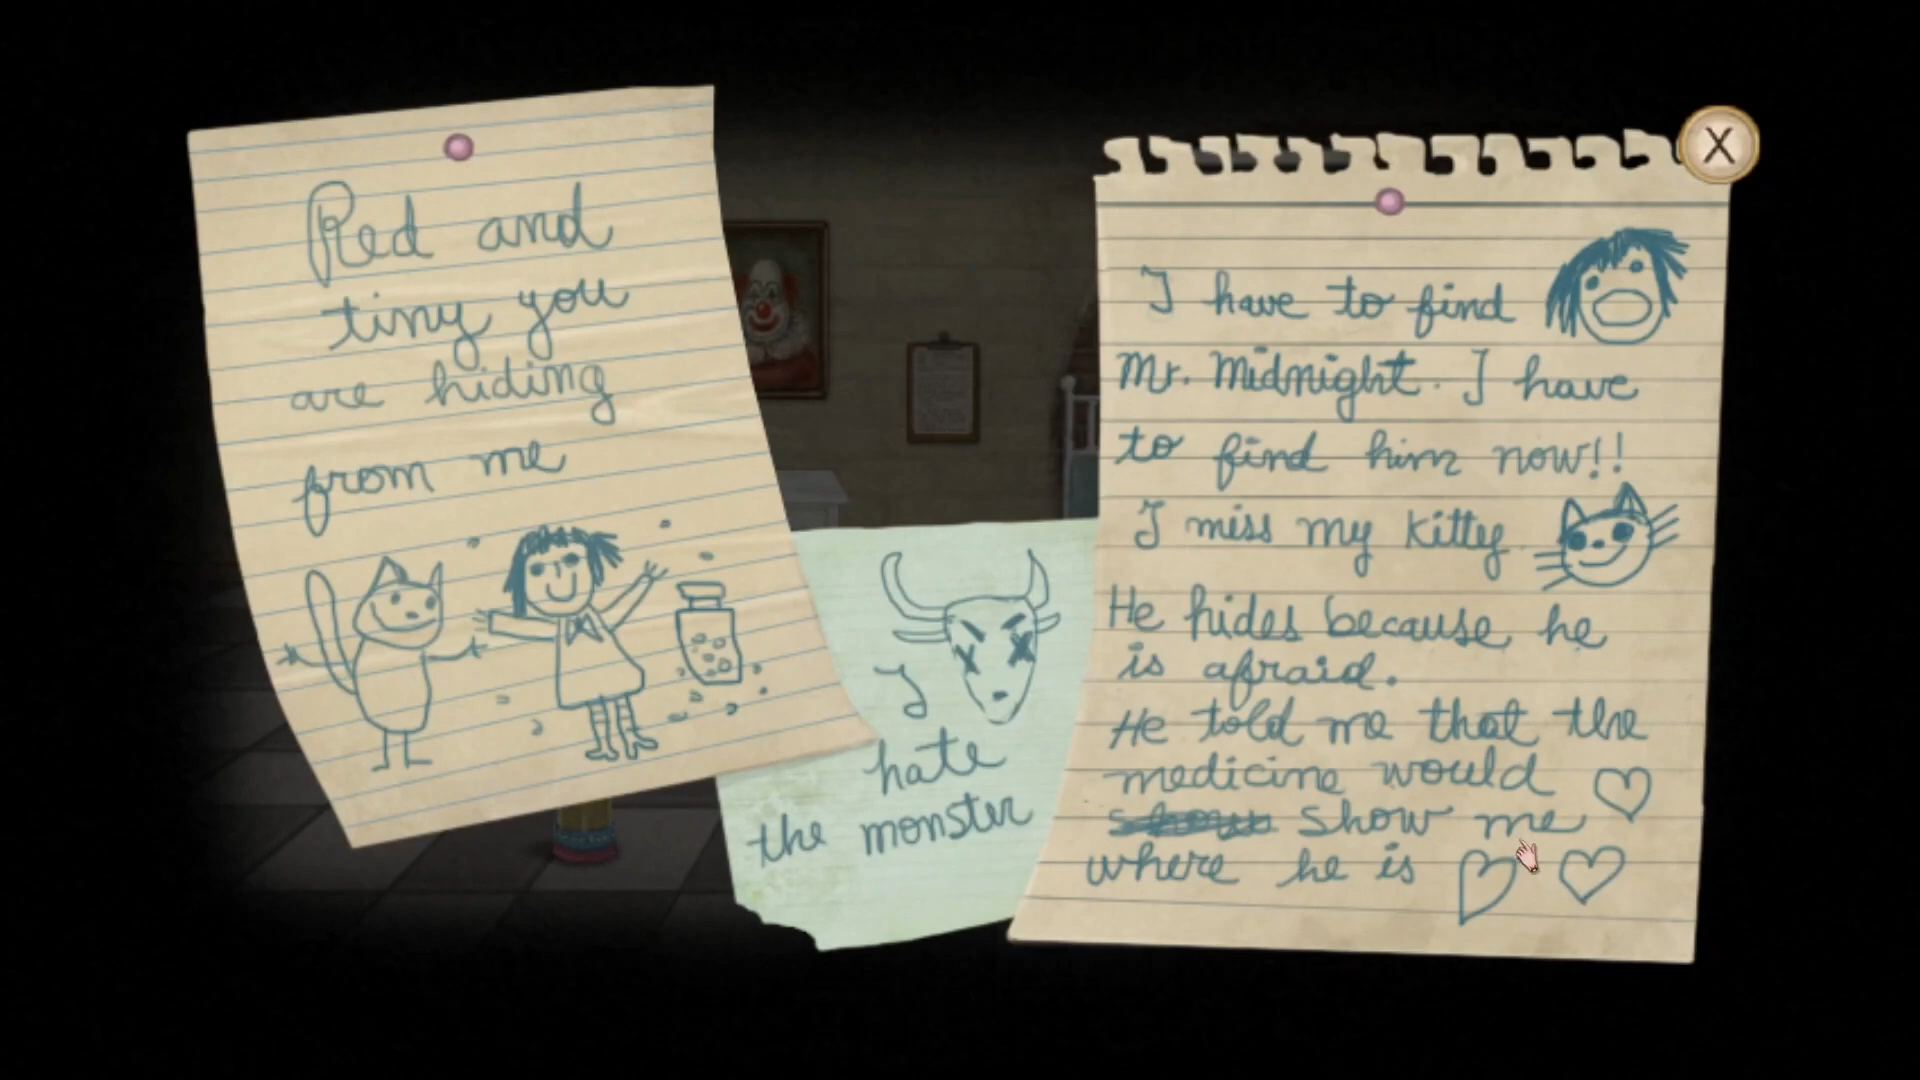 Red and
tiny you
are hiding
from me
I
hate
the monster
I have to find
Mr. Midnight. I have
to find him now!!
I miss my kitty
He hides because he
is afraid.
He told me that the
medicine would
show me
where he is
X